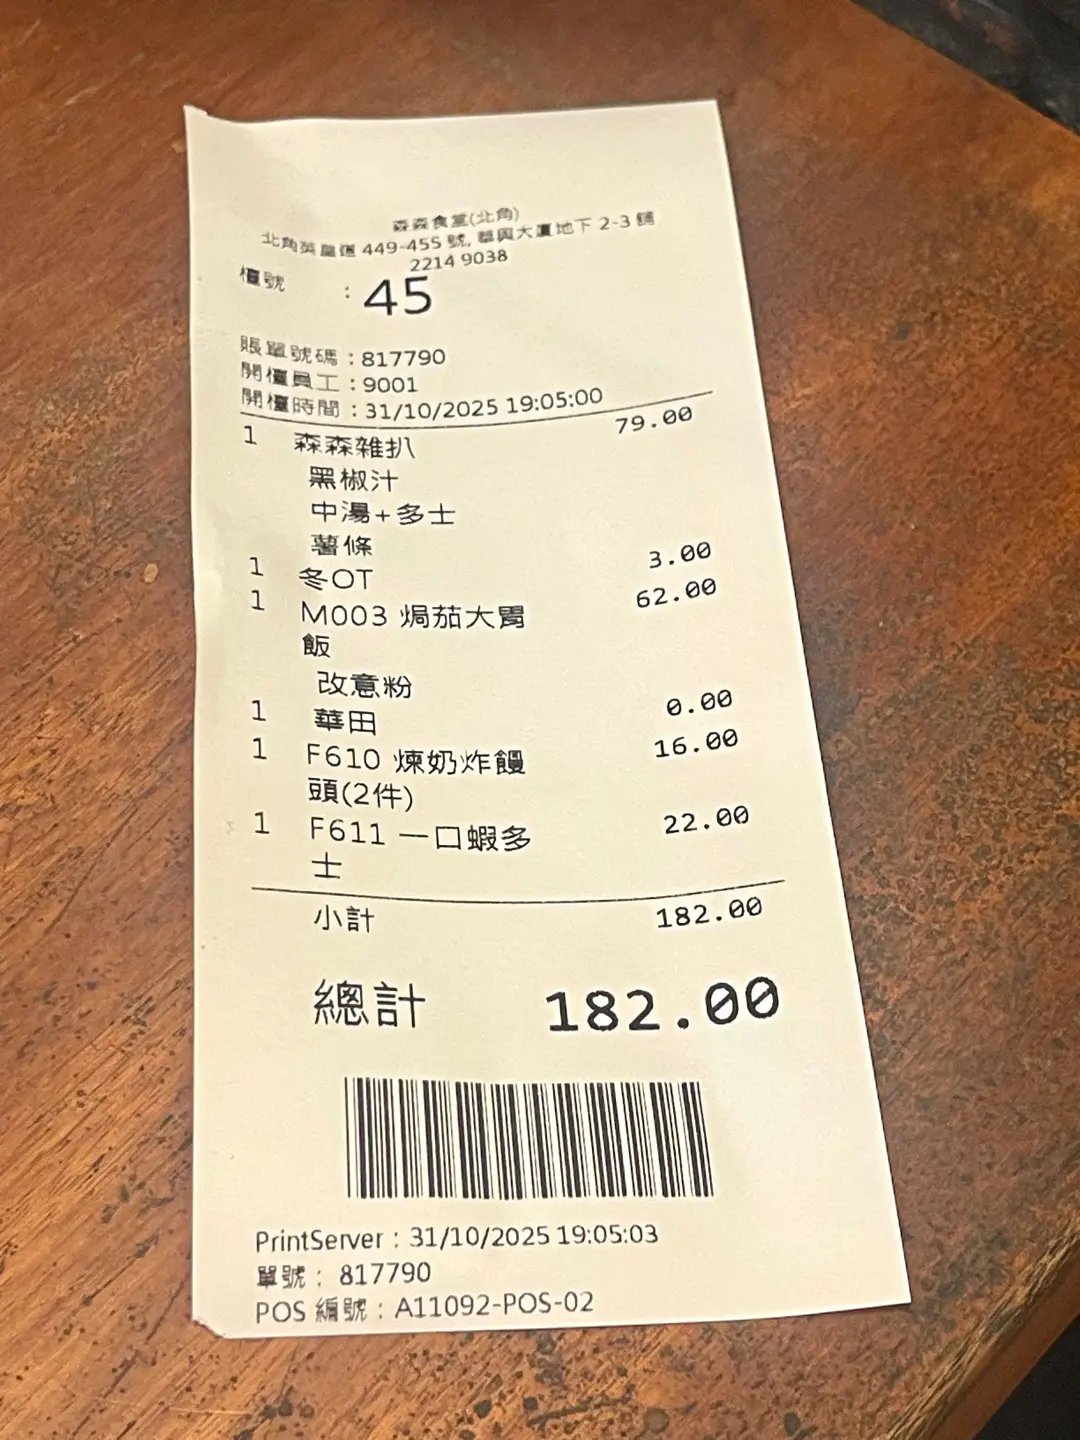 森森食堂(北角)
北角英皇道 449-455 號, 華興大廈地下 2-3 舖
2214 9038
檯號 : 45
賬單號碼 : 817790
開檯員工 : 9001
開檯時間 : 31/10/2025 19:05:00
1 森森雜扒 79.00
黑椒汁
中湯+多士
薯條
1 冬OT 3.00
1 M003 焗茄大胃 62.00
飯
改意粉
1 華田 0.00
1 F610 煉奶炸饅 16.00
頭(2件)
1 F611 一口蝦多 22.00
士
小計 182.00
總計 182.00
PrintServer : 31/10/2025 19:05:03
單號 : 817790
POS 編號 : A11092-POS-02